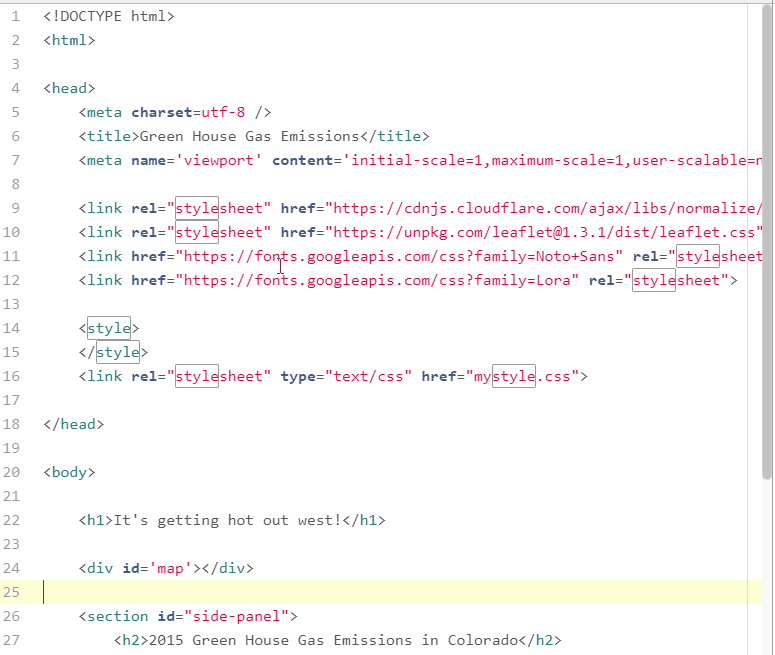 1 <!DOCTYPE html>
2 <html>
3
4 <head>
5 <meta charset=utf-8 />
6 <title>Green House Gas Emissions</title>
7 <meta name='viewport' content='initial-scale=1,maximum-scale=1,user-scalable=n
8
9 <link rel="stylesheet" href="https://cdnjs.cloudflare.com/ajax/libs/normalize/
10 <link rel="stylesheet" href="https://unpkg.com/leaflet@1.3.1/dist/leaflet.css"
11 <link href="https://fonts.googleapis.com/css?family=Noto+Sans" rel="stylesheet
12 <link href="https://fonts.googleapis.com/css?family=Lora" rel="stylesheet">
13
14 <style>
15 </style>
16 <link rel="stylesheet" type="text/css" href="mystyle.css">
17
18 </head>
19
20 <body>
21
22 <h1>It's getting hot out west!</h1>
23
24 <div id='map'></div>
25
26 <section id="side-panel">
27 <h2>2015 Green House Gas Emissions in Colorado</h2>